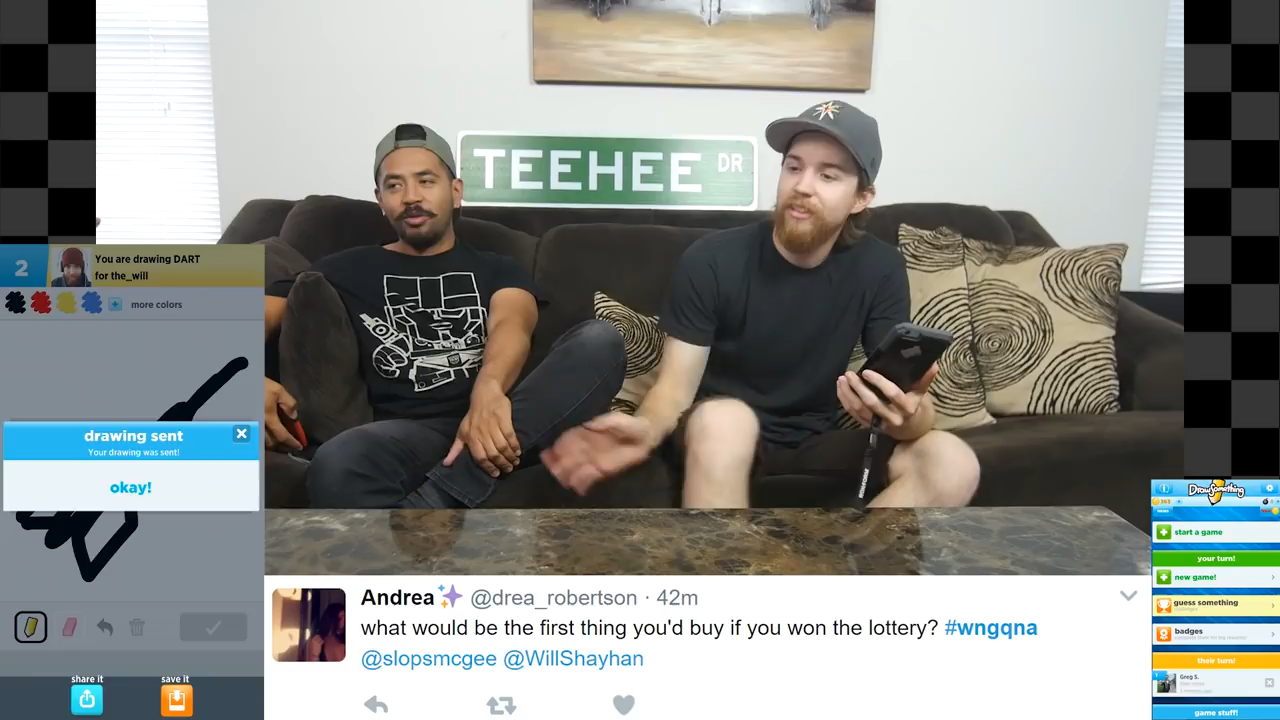 TEEHEE DR
2
You are drawing DART
for the_will
more colors
drawing sent
Your drawing was sent!
okay!
share it
save it
Andrea @drea_robertson · 42m
what would be the first thing you'd buy if you won the lottery? #wngqna
@slopsmcgee @WillShayhan
DrawSomething
start a game
your turn!
new game!
guess something
badges
their turn!
Greg S.
game stuff!